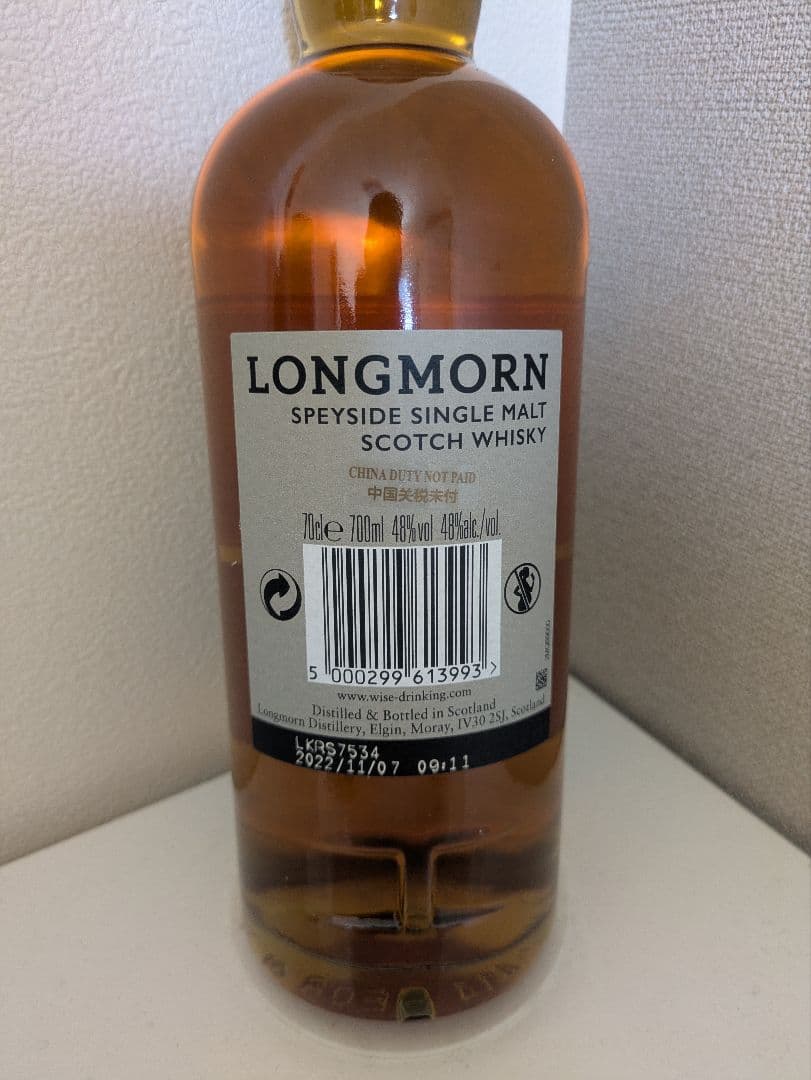 LONGMORN
SPEYSIDE SINGLE MALT
SCOTCH WHISKY
CHINA DUTY NOT PAID
中国关税未付
70cl℮ 700ml 48%vol 48%alc./vol.
5 000299 613993 >
www.wise-drinking.com
Distilled & Bottled in Scotland
Longmorn Distillery, Elgin, Moray, IV30 2SJ, Scotland
LKRS7534
2022/11/07 09:11